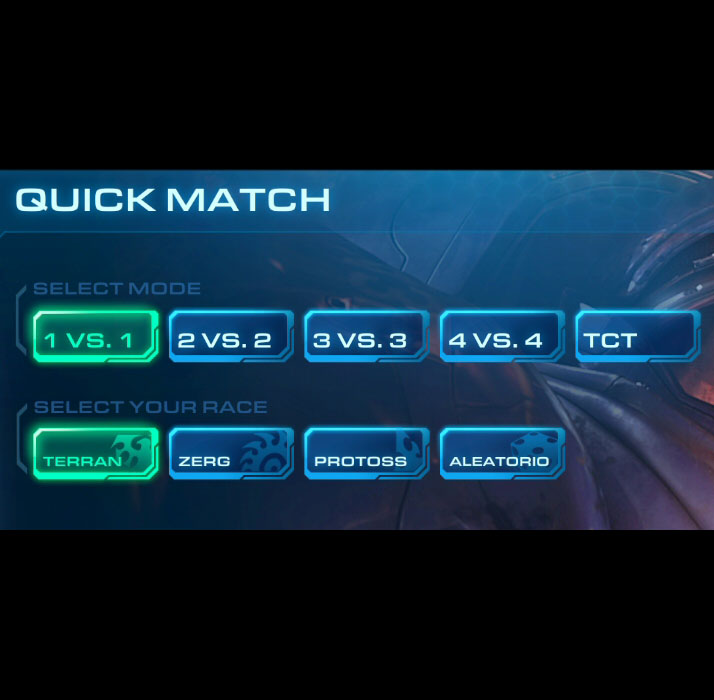 QUICK MATCH
SELECT MODE
1 VS. 1 2 VS. 2 3 VS. 3 4 VS. 4 TCT
SELECT YOUR RACE
TERRAN ZERG PROTOSS ALEATORIO